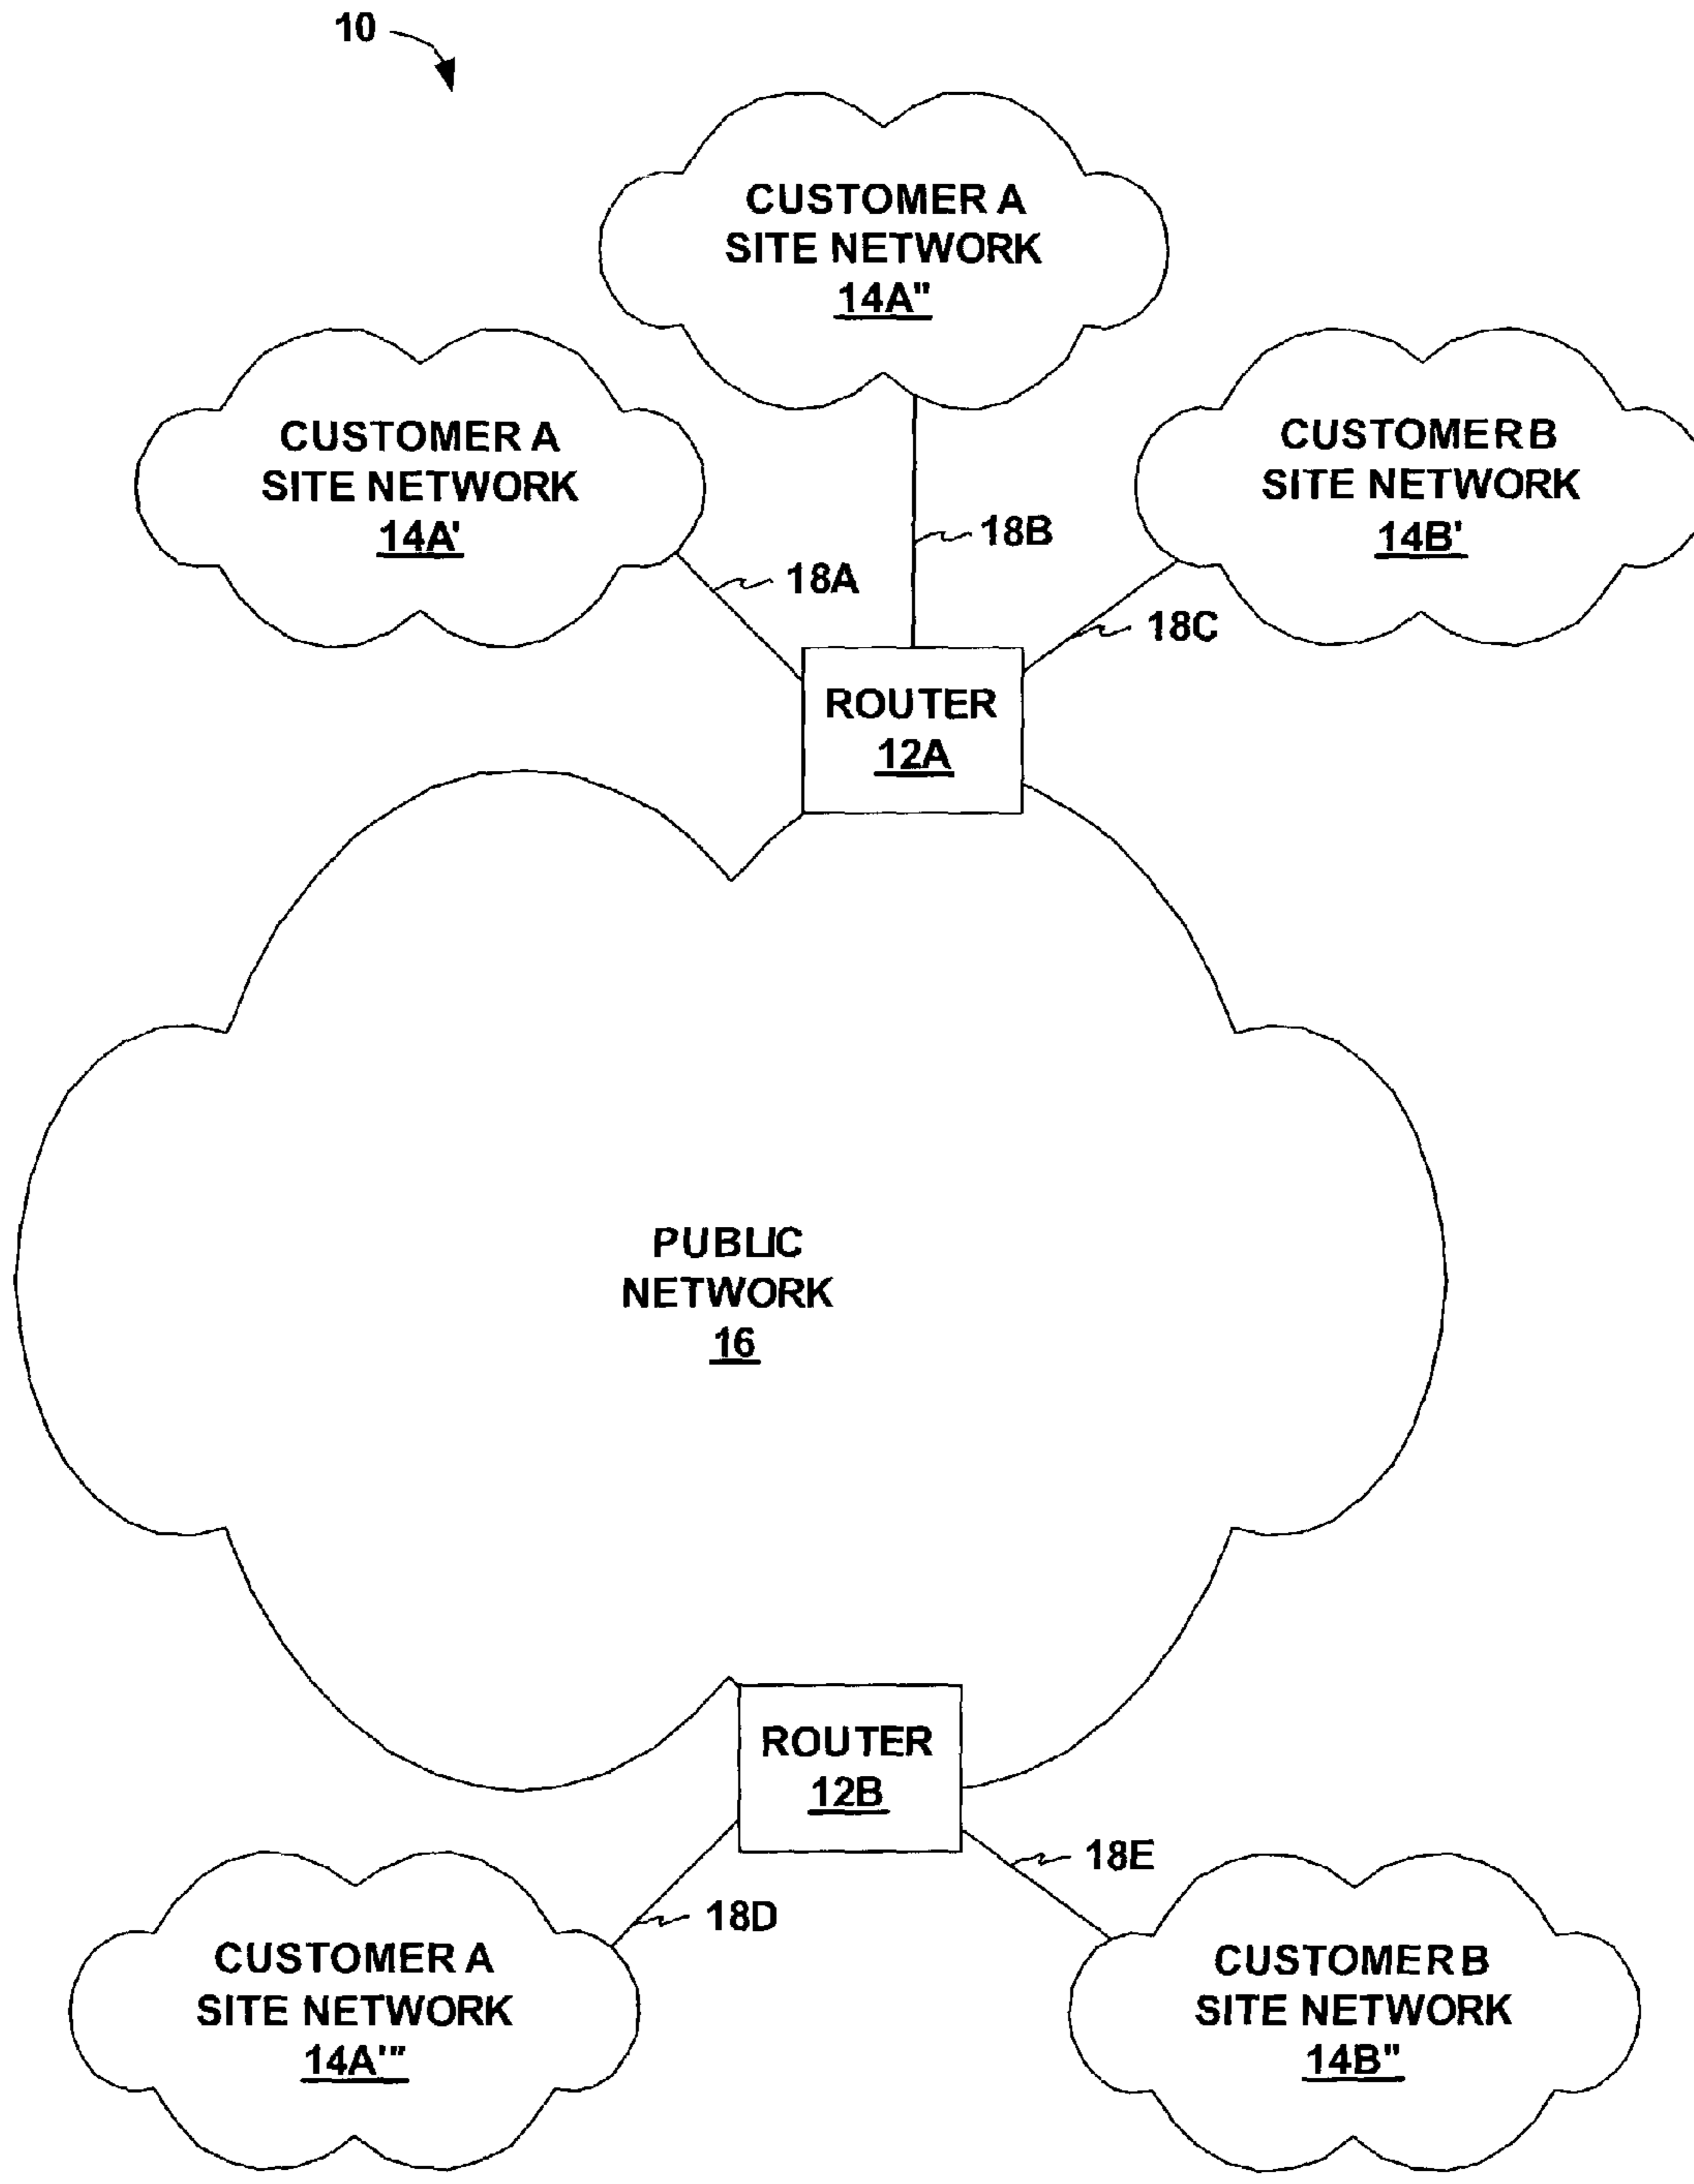 10
CUSTOMER A
SITE NETWORK
14A"
CUSTOMER A
SITE NETWORK
14A'
CUSTOMER B
SITE NETWORK
14B'
18B
18A
18C
ROUTER
12A
PUBLIC
NETWORK
16
ROUTER
12B
18E
18D
CUSTOMER A
SITE NETWORK
14A'"
CUSTOMER B
SITE NETWORK
14B"